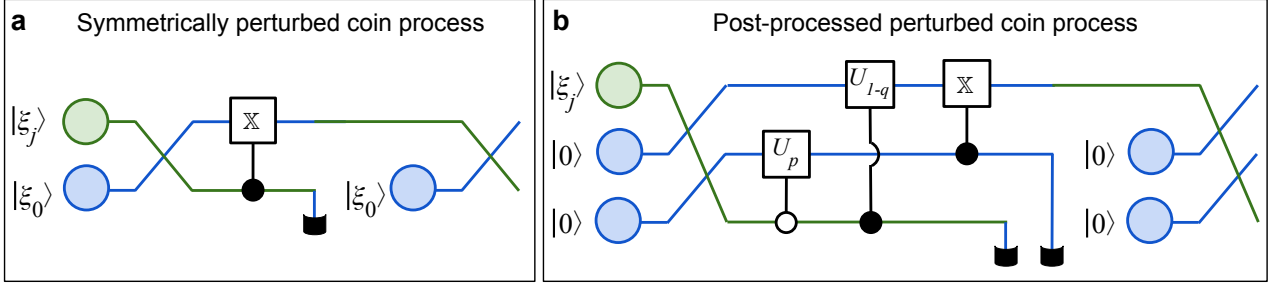 a Symmetrically perturbed coin process
|ξj⟩
𝕏
|ξ0⟩
|ξ0⟩
b Post-processed perturbed coin process
|ξj⟩
U1-q
𝕏
|0⟩
Up
|0⟩
|0⟩
|0⟩